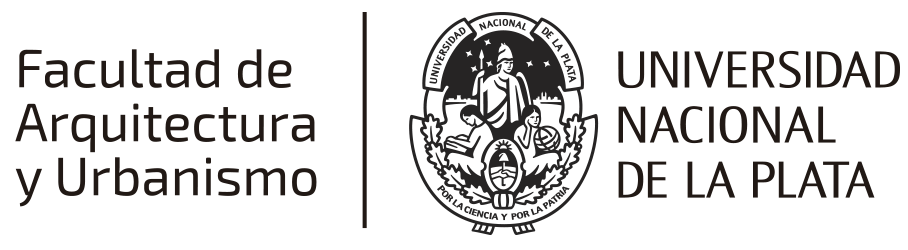 Facultad de
Arquitectura
y Urbanismo
UNIVERSIDAD NACIONAL DE LA PLATA
POR LA CIENCIA Y POR LA PATRIA
UNIVERSIDAD
NACIONAL
DE LA PLATA